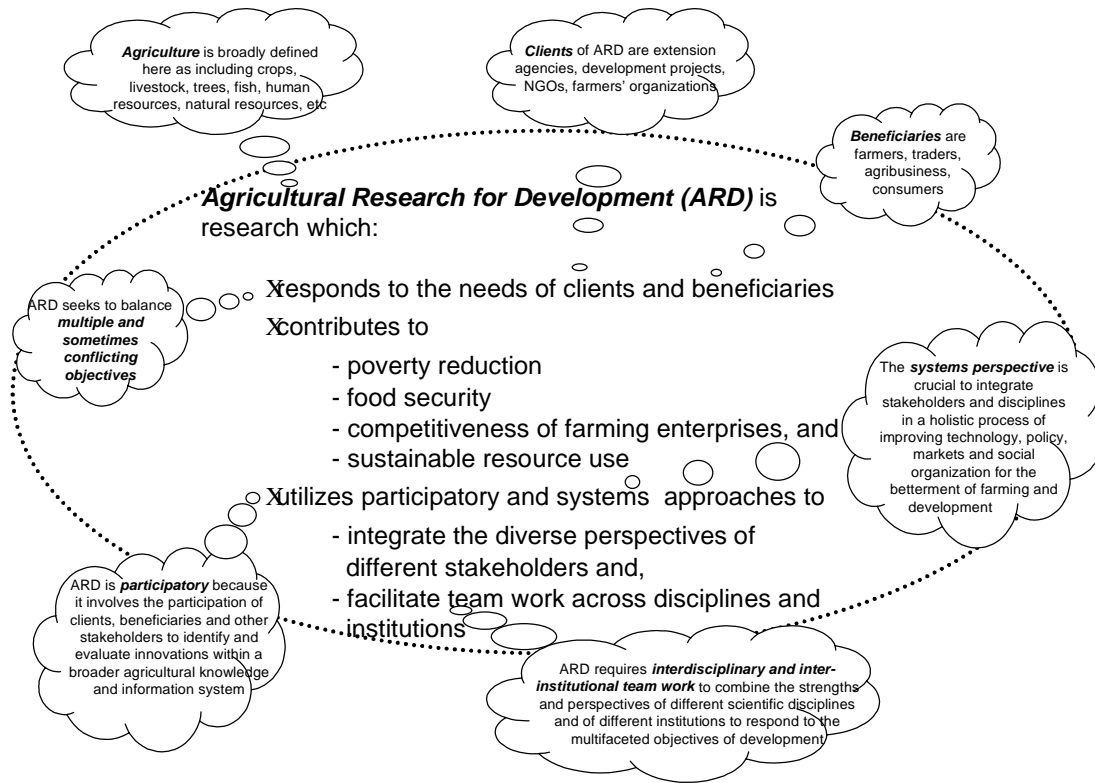 Agriculture is broadly defined
here as including crops,
livestock, trees, fish, human
resources, natural resources, etc
Clients of ARD are extension
agencies, development projects,
NGOs, farmers' organizations
Beneficiaries are
farmers, traders,
agribusiness,
consumers
Agricultural Research for Development (ARD) is
research which:
ARD seeks to balance
multiple and
sometimes
conflicting
objectives
X responds to the needs of clients and beneficiaries
X contributes to
- poverty reduction
- food security
- competitiveness of farming enterprises, and
- sustainable resource use
The systems perspective is
crucial to integrate
stakeholders and disciplines
in a holistic process of
improving technology, policy,
markets and social
organization for the
betterment of farming and
development
X utilizes participatory and systems approaches to
- integrate the diverse perspectives of
different stakeholders and,
- facilitate team work across disciplines and
institutions
ARD is participatory because
it involves the participation of
clients, beneficiaries and other
stakeholders to identify and
evaluate innovations within a
broader agricultural knowledge
and information system
ARD requires interdisciplinary and inter-
institutional team work to combine the strengths
and perspectives of different scientific disciplines
and of different institutions to respond to the
multifaceted objectives of development